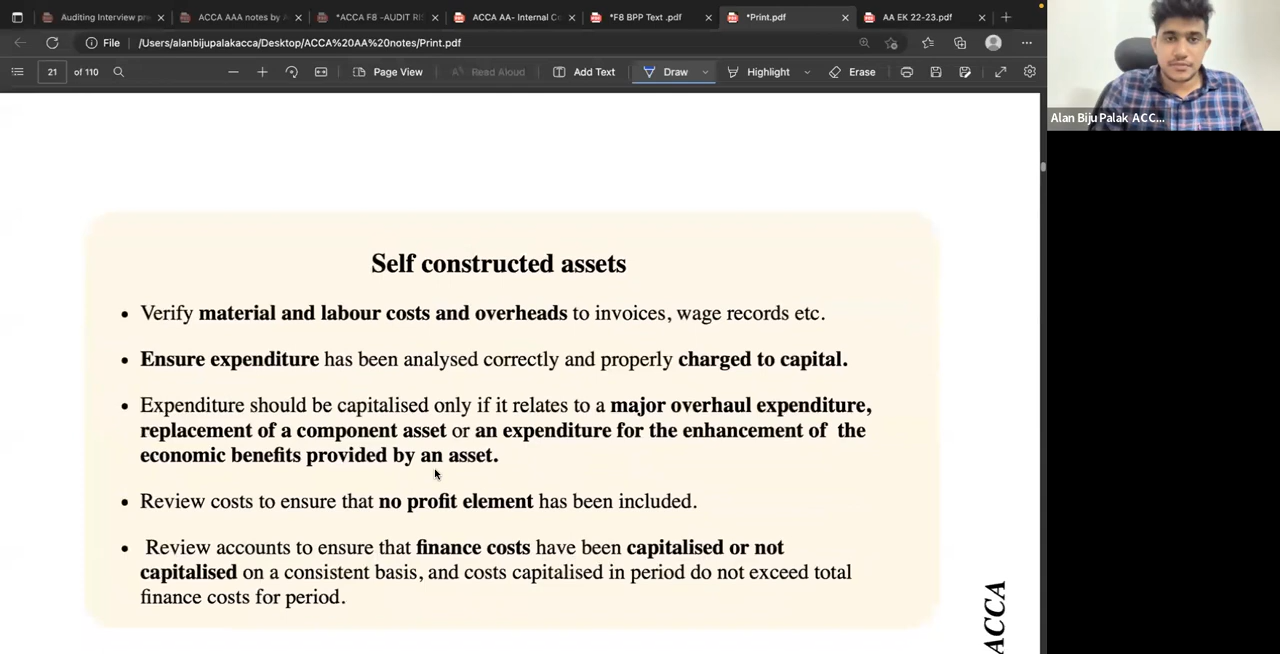 Auditing Interview pr
ACCA AAA notes by A
*ACCA F8 -AUDIT RI
ACCA AA- Internal Co
*F8 BPP Text .pdf
*Print.pdf
AA EK 22-23.pdf
File
/Users/alanbijupalakacca/Desktop/ACCA%20AA%20notes/Print.pdf
21 of 110
Page View
Read Aloud
Add Text
Draw
Highlight
Erase
Alan Biju Palak ACC...
Self constructed assets
• Verify material and labour costs and overheads to invoices, wage records etc.
• Ensure expenditure has been analysed correctly and properly charged to capital.
• Expenditure should be capitalised only if it relates to a major overhaul expenditure,
replacement of a component asset or an expenditure for the enhancement of the
economic benefits provided by an asset.
• Review costs to ensure that no profit element has been included.
• Review accounts to ensure that finance costs have been capitalised or not
capitalised on a consistent basis, and costs capitalised in period do not exceed total
finance costs for period.
ACCA